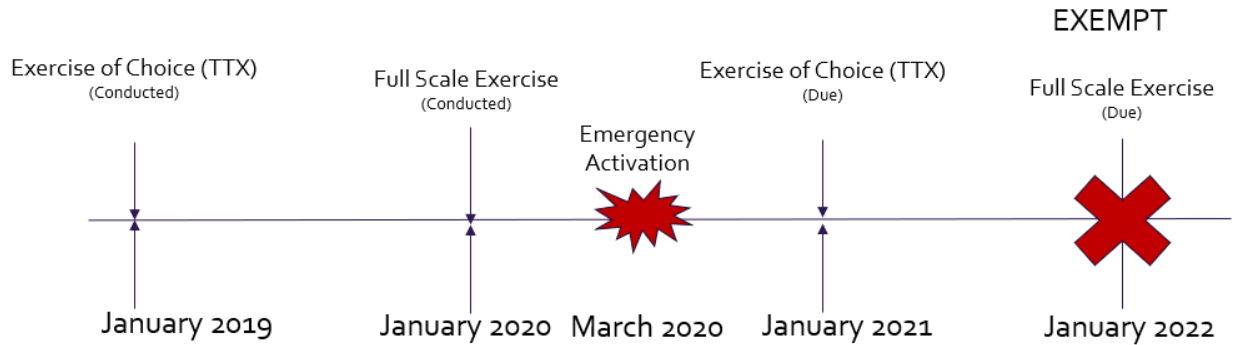 EXEMPT
Exercise of Choice (TTX)
(Conducted)
Full Scale Exercise
(Conducted)
Emergency
Activation
Exercise of Choice (TTX)
(Due)
Full Scale Exercise
(Due)
January 2019
January 2020
March 2020
January 2021
January 2022